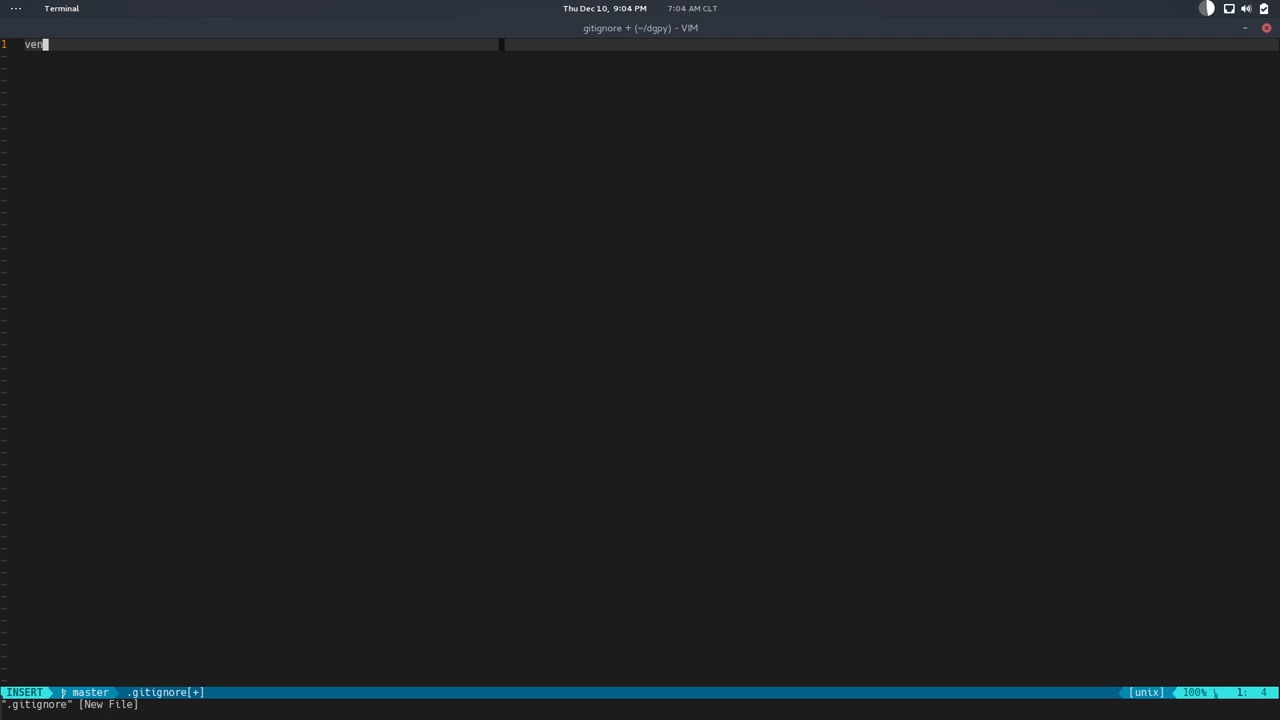 ··· Terminal Thu Dec 10, 9:04 PM 7:04 AM CLT
.gitignore + (~/dgpy) - VIM
1 ven
INSERT master .gitignore[+] [unix] 100% 1: 4
".gitignore" [New File]